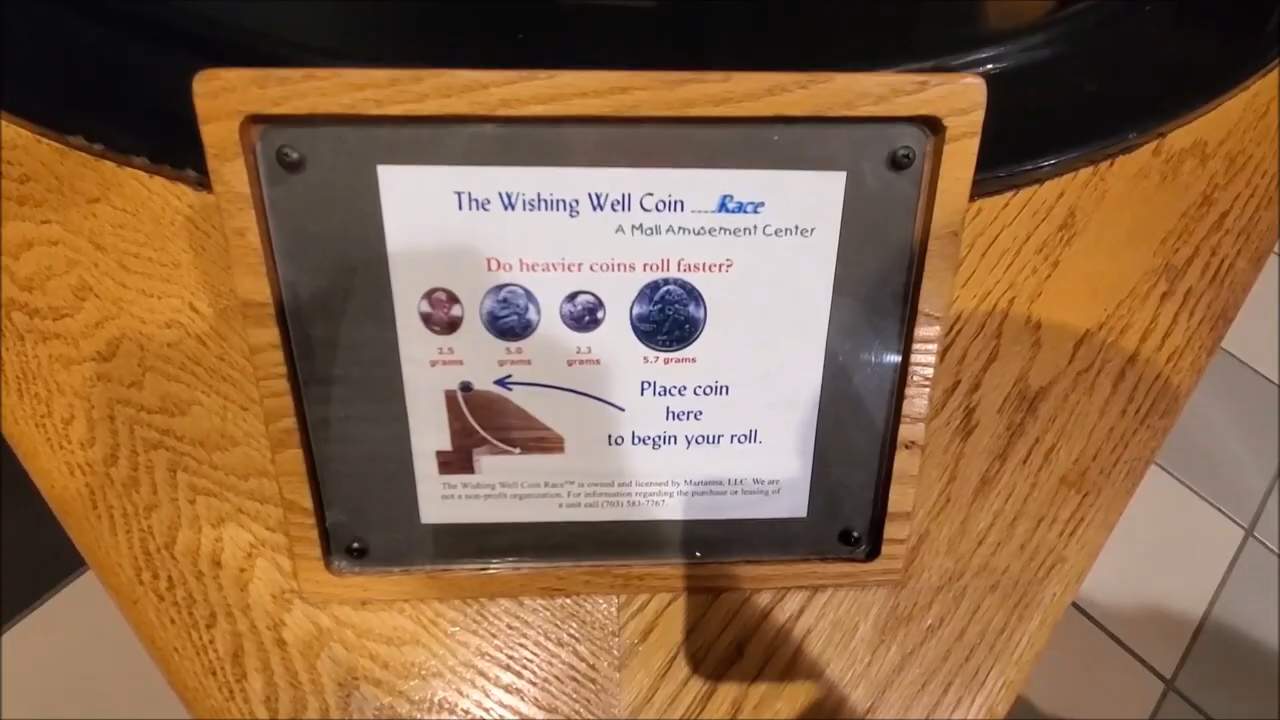 The Wishing Well Coin ....Race
A Mall Amusement Center
Do heavier coins roll faster?
2.5 grams
5.0 grams
2.3 grams
5.7 grams
Place coin
here
to begin your roll.
The Wishing Well Coin Race™ is owned and licensed by Martanna, LLC. We are
not a non-profit organization. For information regarding the purchase or leasing of
a unit call (703) 583-7767.